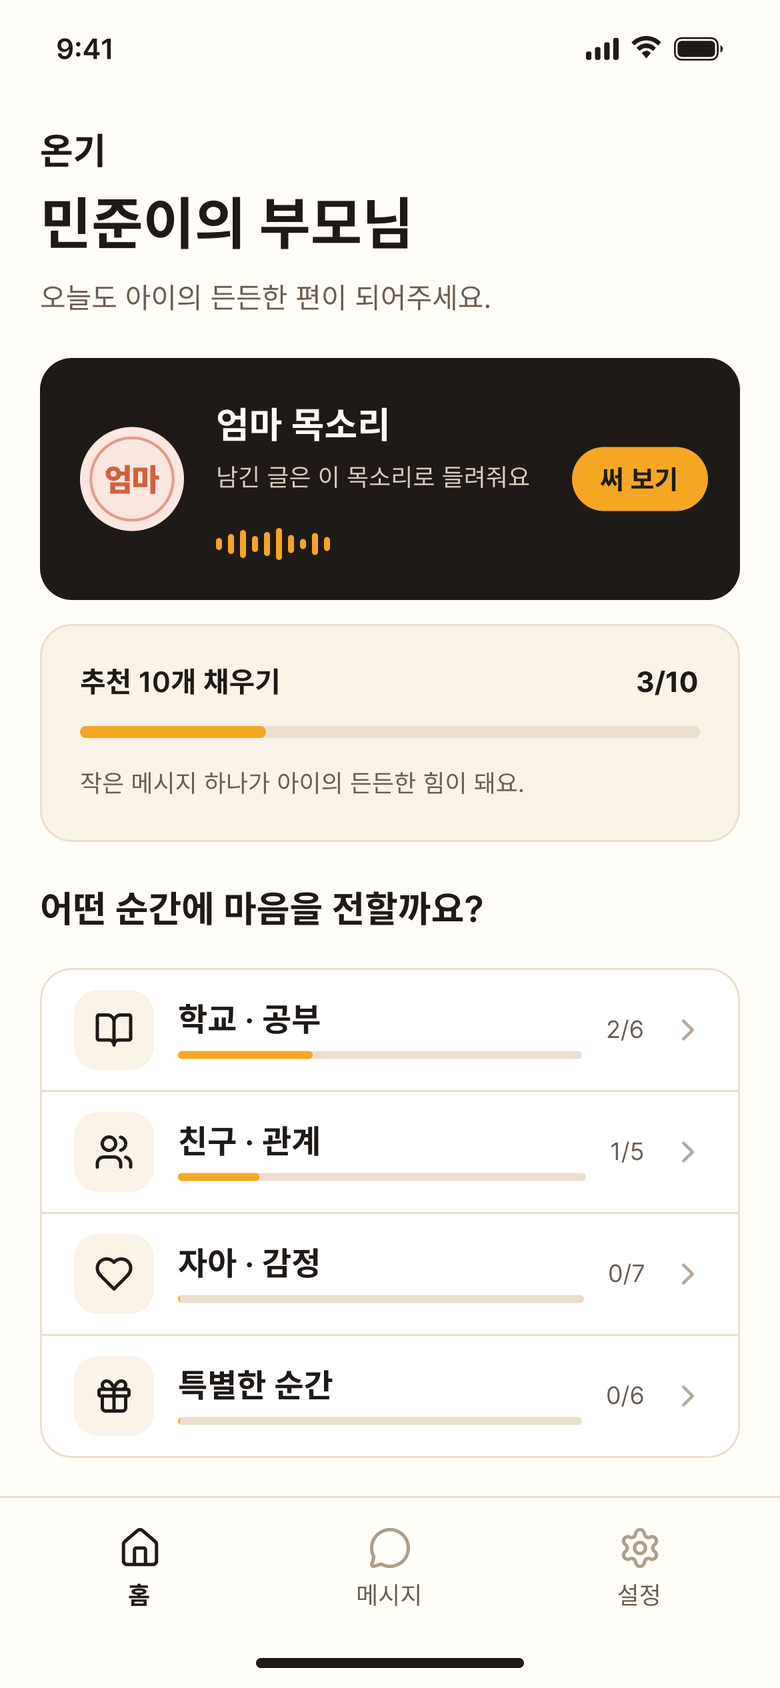 9:41
온기
민준이의 부모님
오늘도 아이의 든든한 편이 되어주세요.
엄마
엄마 목소리
남긴 글은 이 목소리로 들려줘요
써 보기
추천 10개 채우기
3/10
작은 메시지 하나가 아이의 든든한 힘이 돼요.
어떤 순간에 마음을 전할까요?
학교 · 공부
2/6
친구 · 관계
1/5
자아 · 감정
0/7
특별한 순간
0/6
홈
메시지
설정